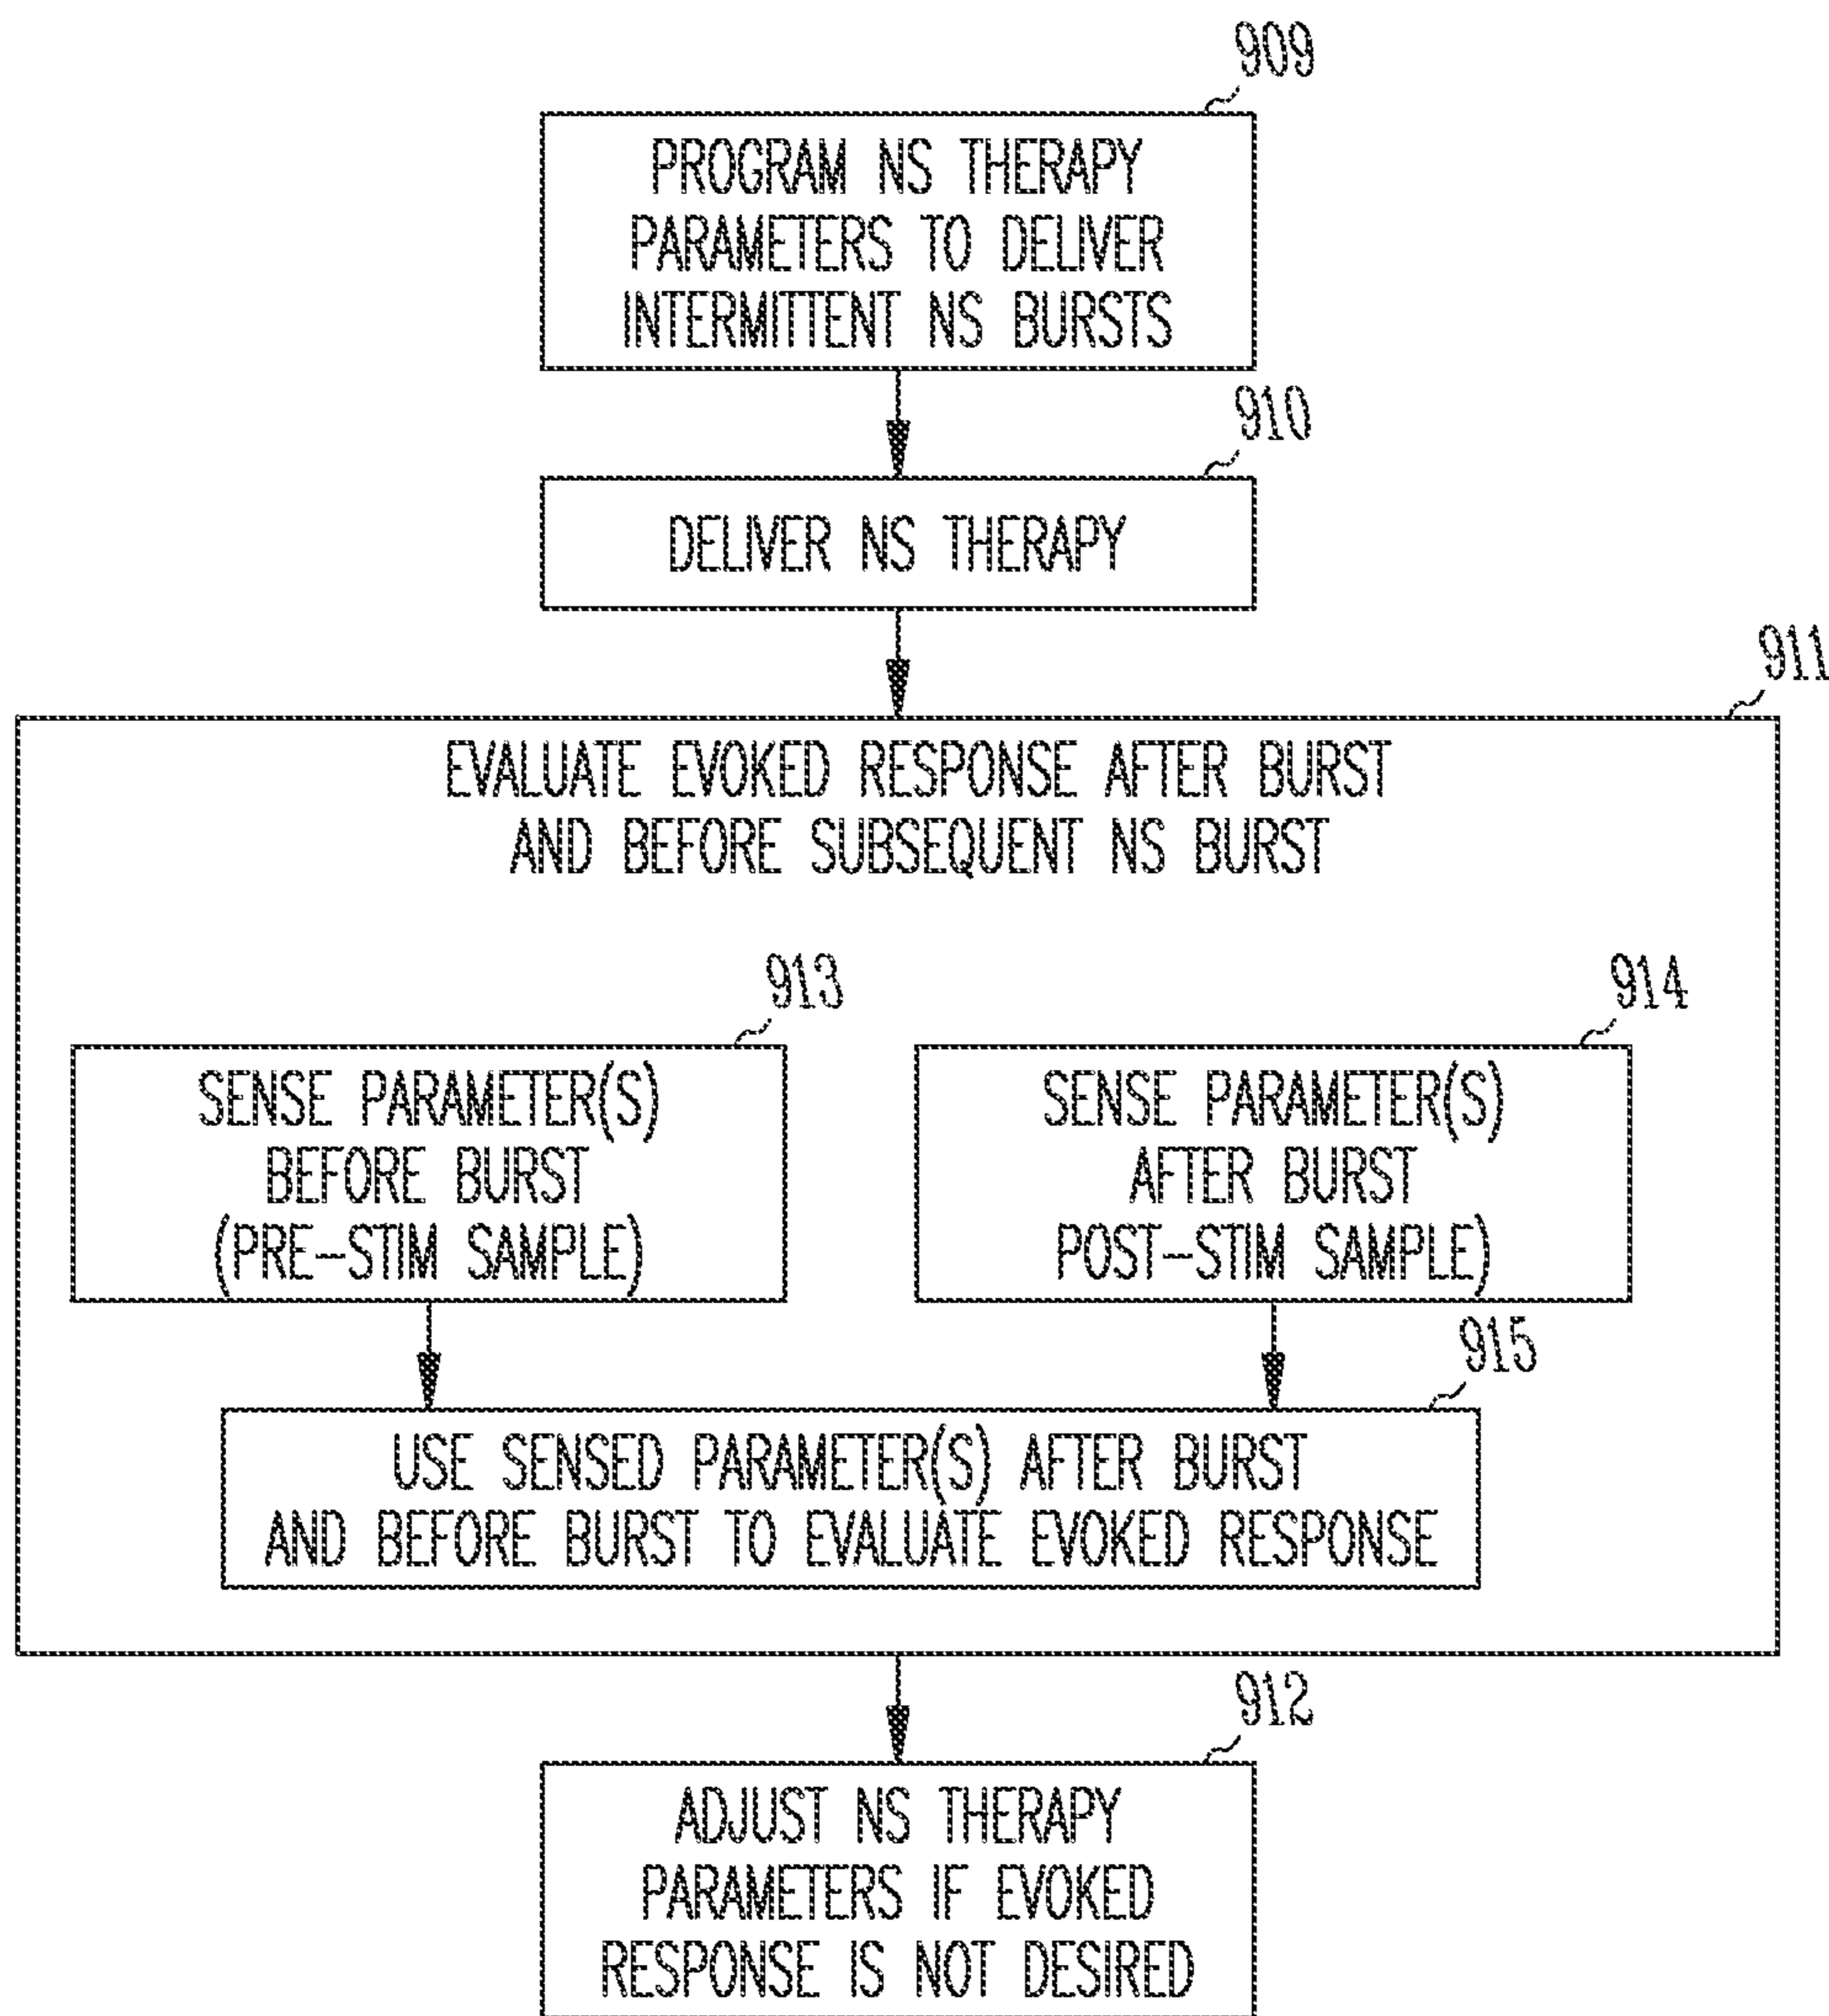 909
PROGRAM NS THERAPY
PARAMETERS TO DELIVER
INTERMITTENT NS BURSTS
910
DELIVER NS THERAPY
911
EVALUATE EVOKED RESPONSE AFTER BURST
AND BEFORE SUBSEQUENT NS BURST
913
SENSE PARAMETER(S)
BEFORE BURST
(PRE-STIM SAMPLE)
914
SENSE PARAMETER(S)
AFTER BURST
POST-STIM SAMPLE)
915
USE SENSED PARAMETER(S) AFTER BURST
AND BEFORE BURST TO EVALUATE EVOKED RESPONSE
912
ADJUST NS THERAPY
PARAMETERS IF EVOKED
RESPONSE IS NOT DESIRED